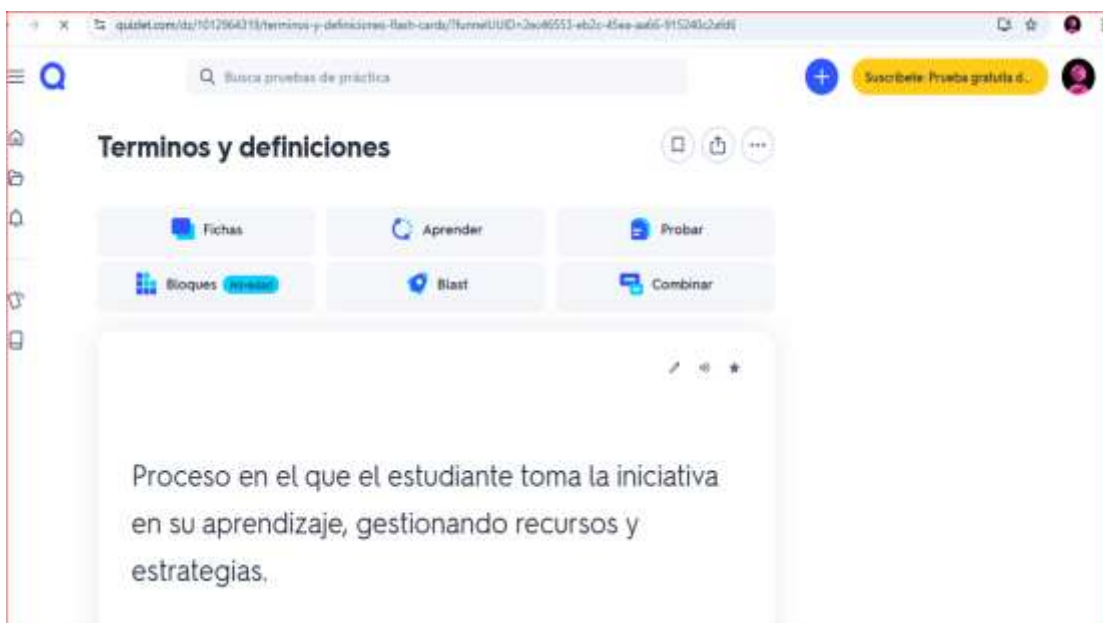 Busca pruebas de práctica
Suscríbete: Prueba gratuita d...
Terminos y definiciones
Fichas
Aprender
Probar
Bloques
Blast
Combinar
Proceso en el que el estudiante toma la iniciativa
en su aprendizaje, gestionando recursos y
estrategias.